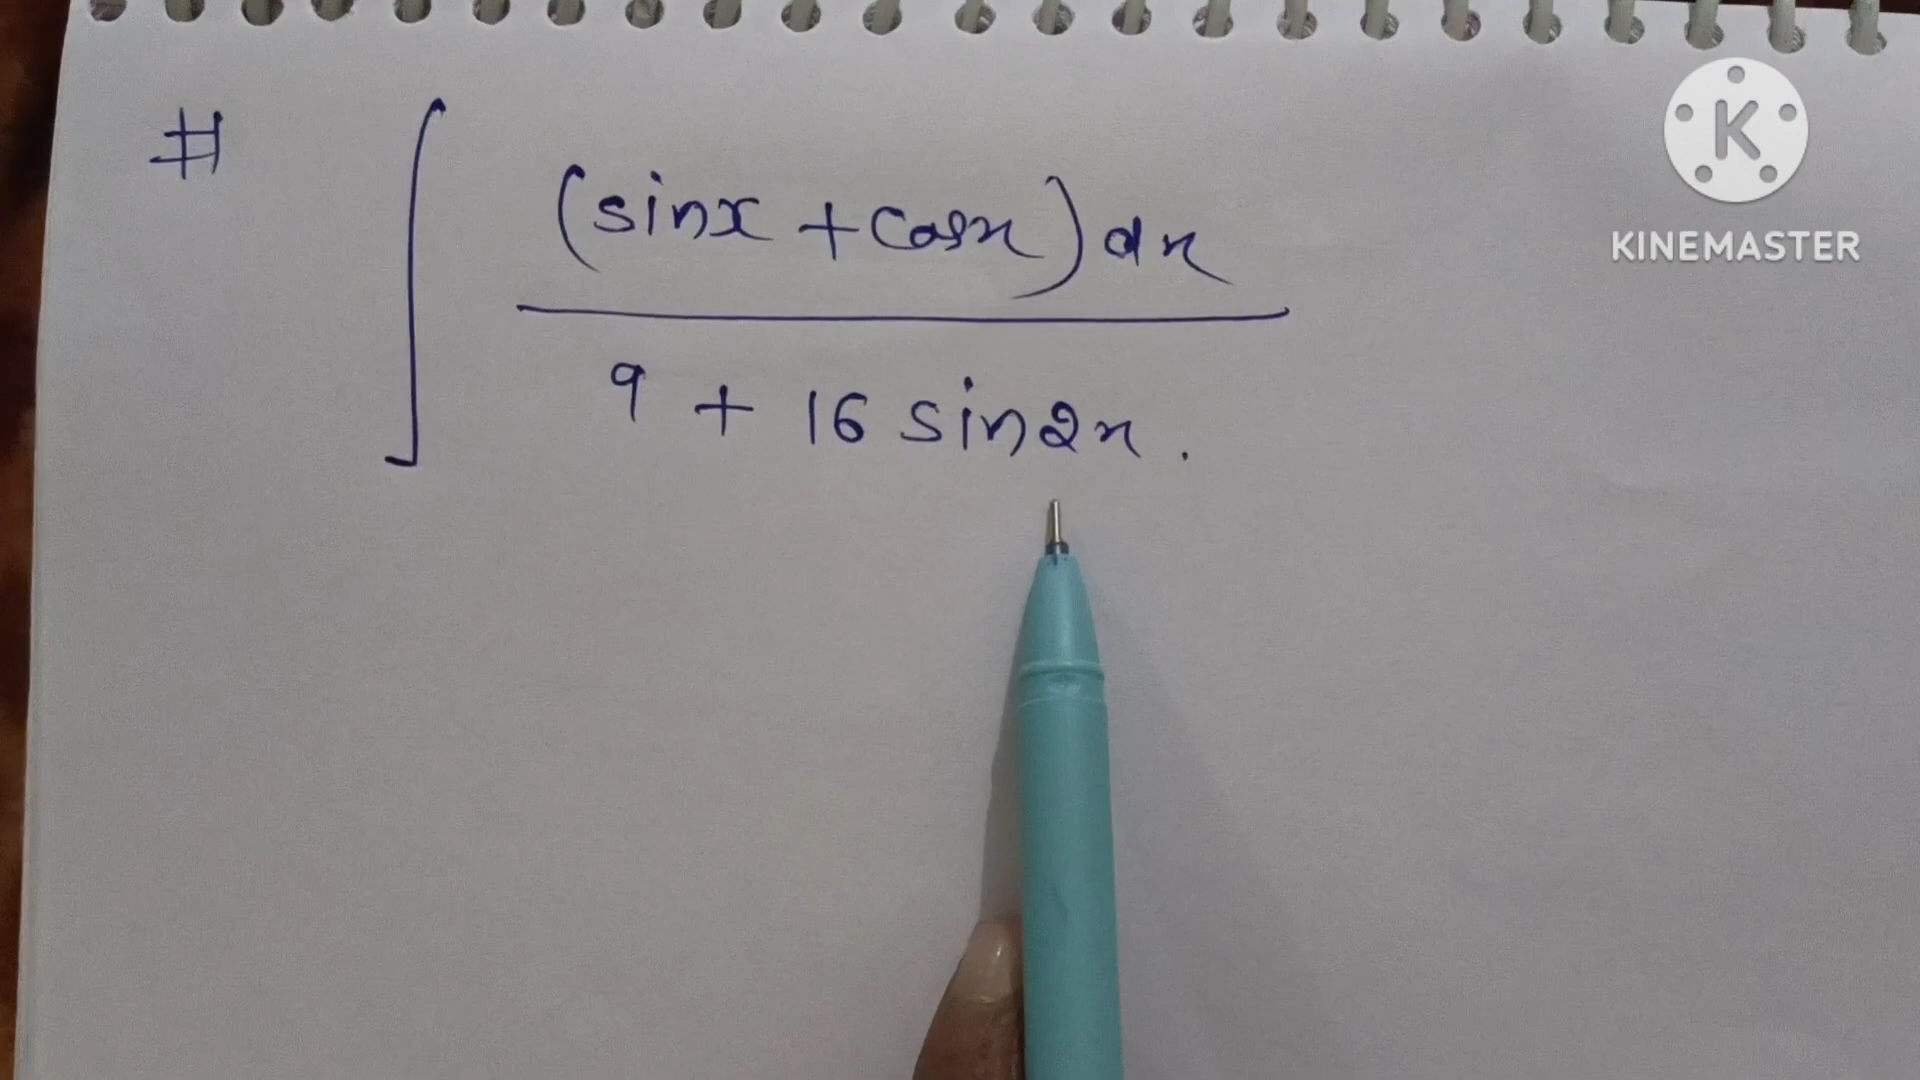 # ∫ (sinx + cosx) dx
9 + 16 sin2x.
K
KINEMASTER